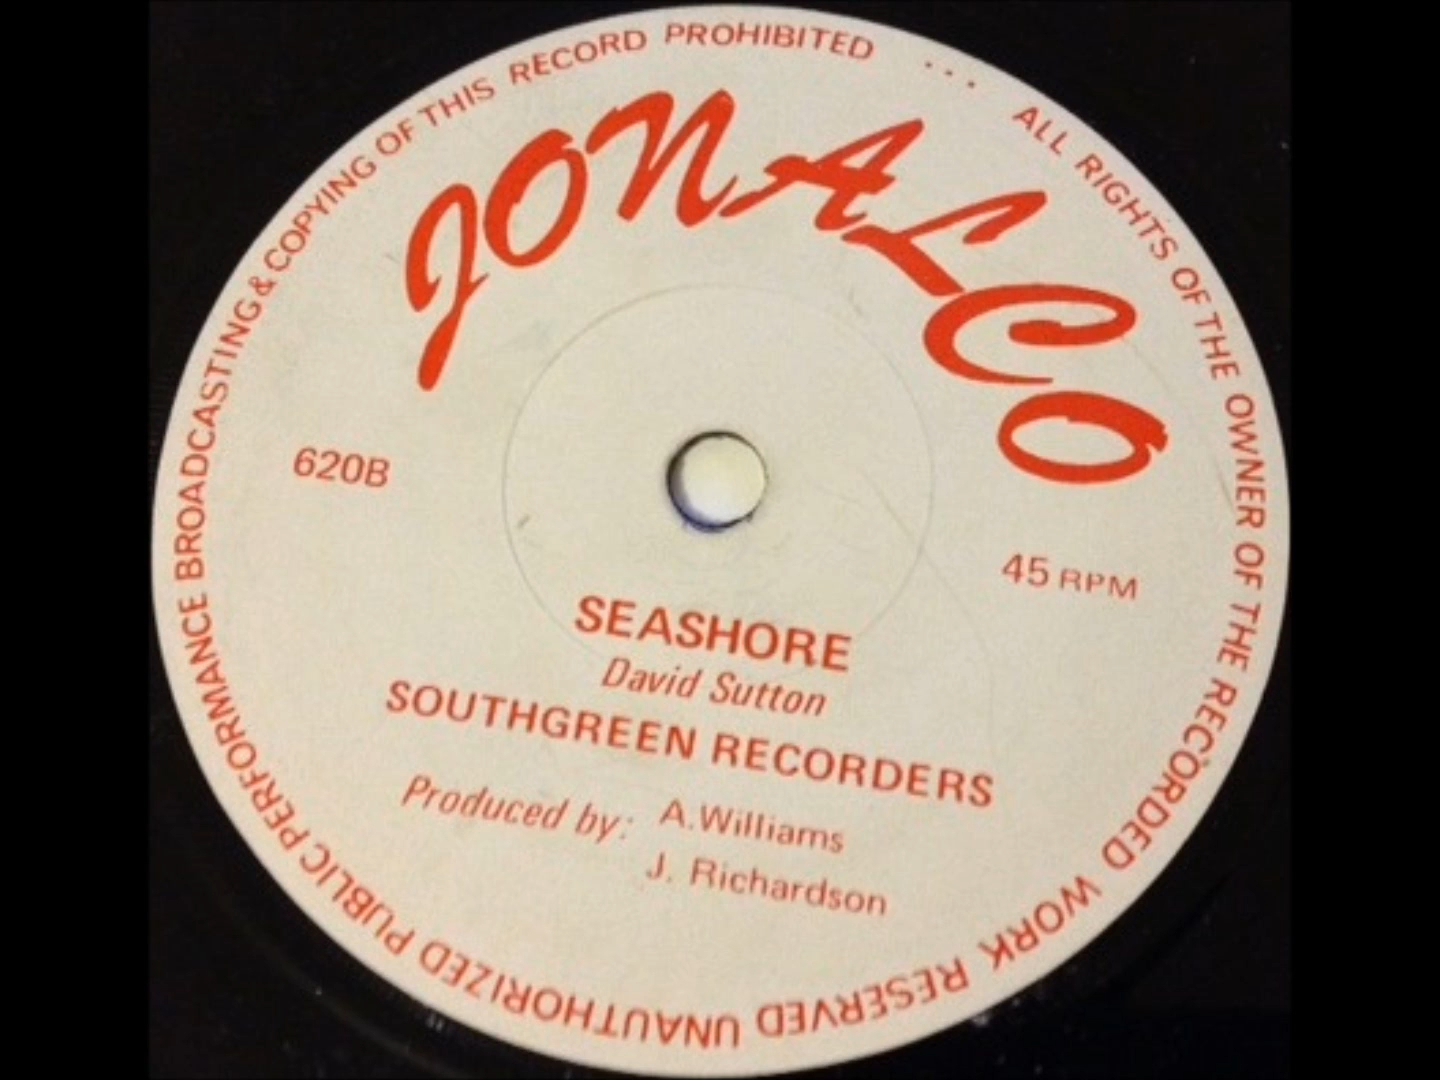 ALL RIGHTS OF THE OWNER OF THE RECORDED WORK RESERVED UNAUTHORIZED PUBLIC PERFORMANCE BROADCASTING & COPYING OF THIS RECORD PROHIBITED ...
JONALCO
620B
45 RPM
SEASHORE
David Sutton
SOUTHGREEN RECORDERS
Produced by: A.Williams
J. Richardson